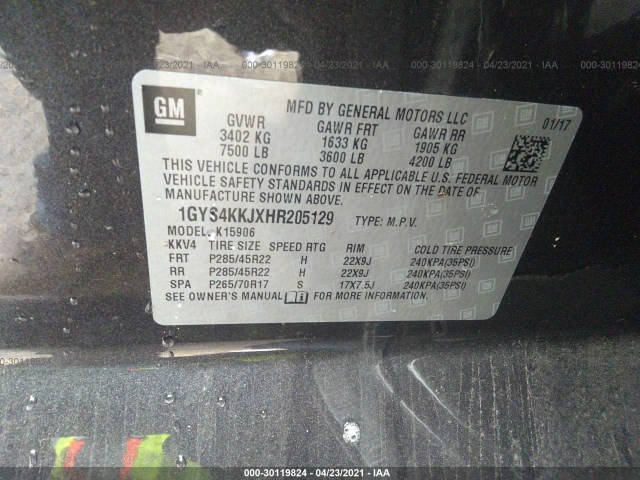 000-30119824 - 04/23/2021 - IAA
GM
MFD BY GENERAL MOTORS LLC
01/17
GVWR GAWR FRT GAWR RR
3402 KG 1633 KG 1905 KG
7500 LB 3600 LB 4200 LB
THIS VEHICLE CONFORMS TO ALL APPLICABLE U.S. FEDERAL MOTOR
VEHICLE SAFETY STANDARDS IN EFFECT ON THE DATE OF
MANUFACTURE SHOWN ABOVE.
1GYS4KKJXHR205129 TYPE: M.P.V.
MODEL: K15906
KKV4 TIRE SIZE SPEED RTG RIM COLD TIRE PRESSURE
FRT P285/45R22 H 22X9J 240KPA(35PSI)
RR P285/45R22 H 22X9J 240KPA(35PSI)
SPA P265/70R17 S 17X7.5J 240KPA(35PSI)
SEE OWNER'S MANUAL FOR MORE INFORMATION.
000-30119824 - 04/23/2021 - IAA